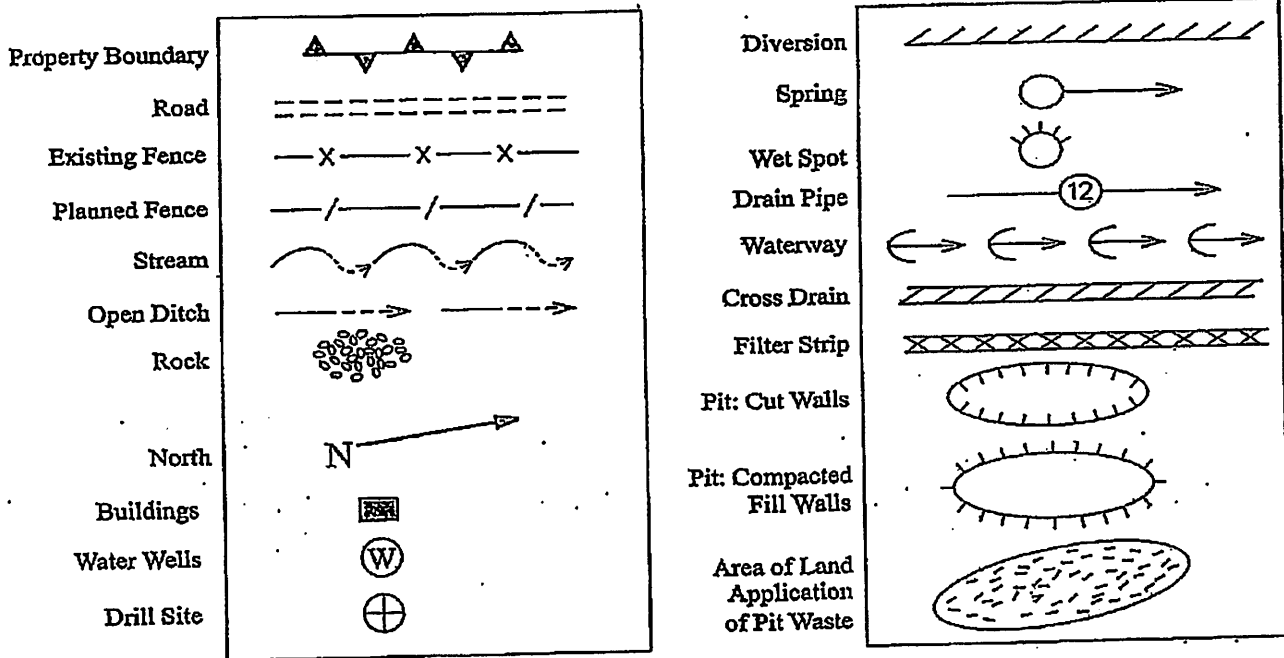 Property Boundary
Road
Existing Fence
X X X
Planned Fence
Stream
Open Ditch
Rock
North
N
Buildings
Water Wells
W
Drill Site
Diversion
Spring
Wet Spot
Drain Pipe
12
Waterway
Cross Drain
Filter Strip
Pit: Cut Walls
Pit: Compacted
Fill Walls
Area of Land
Application
of Pit Waste